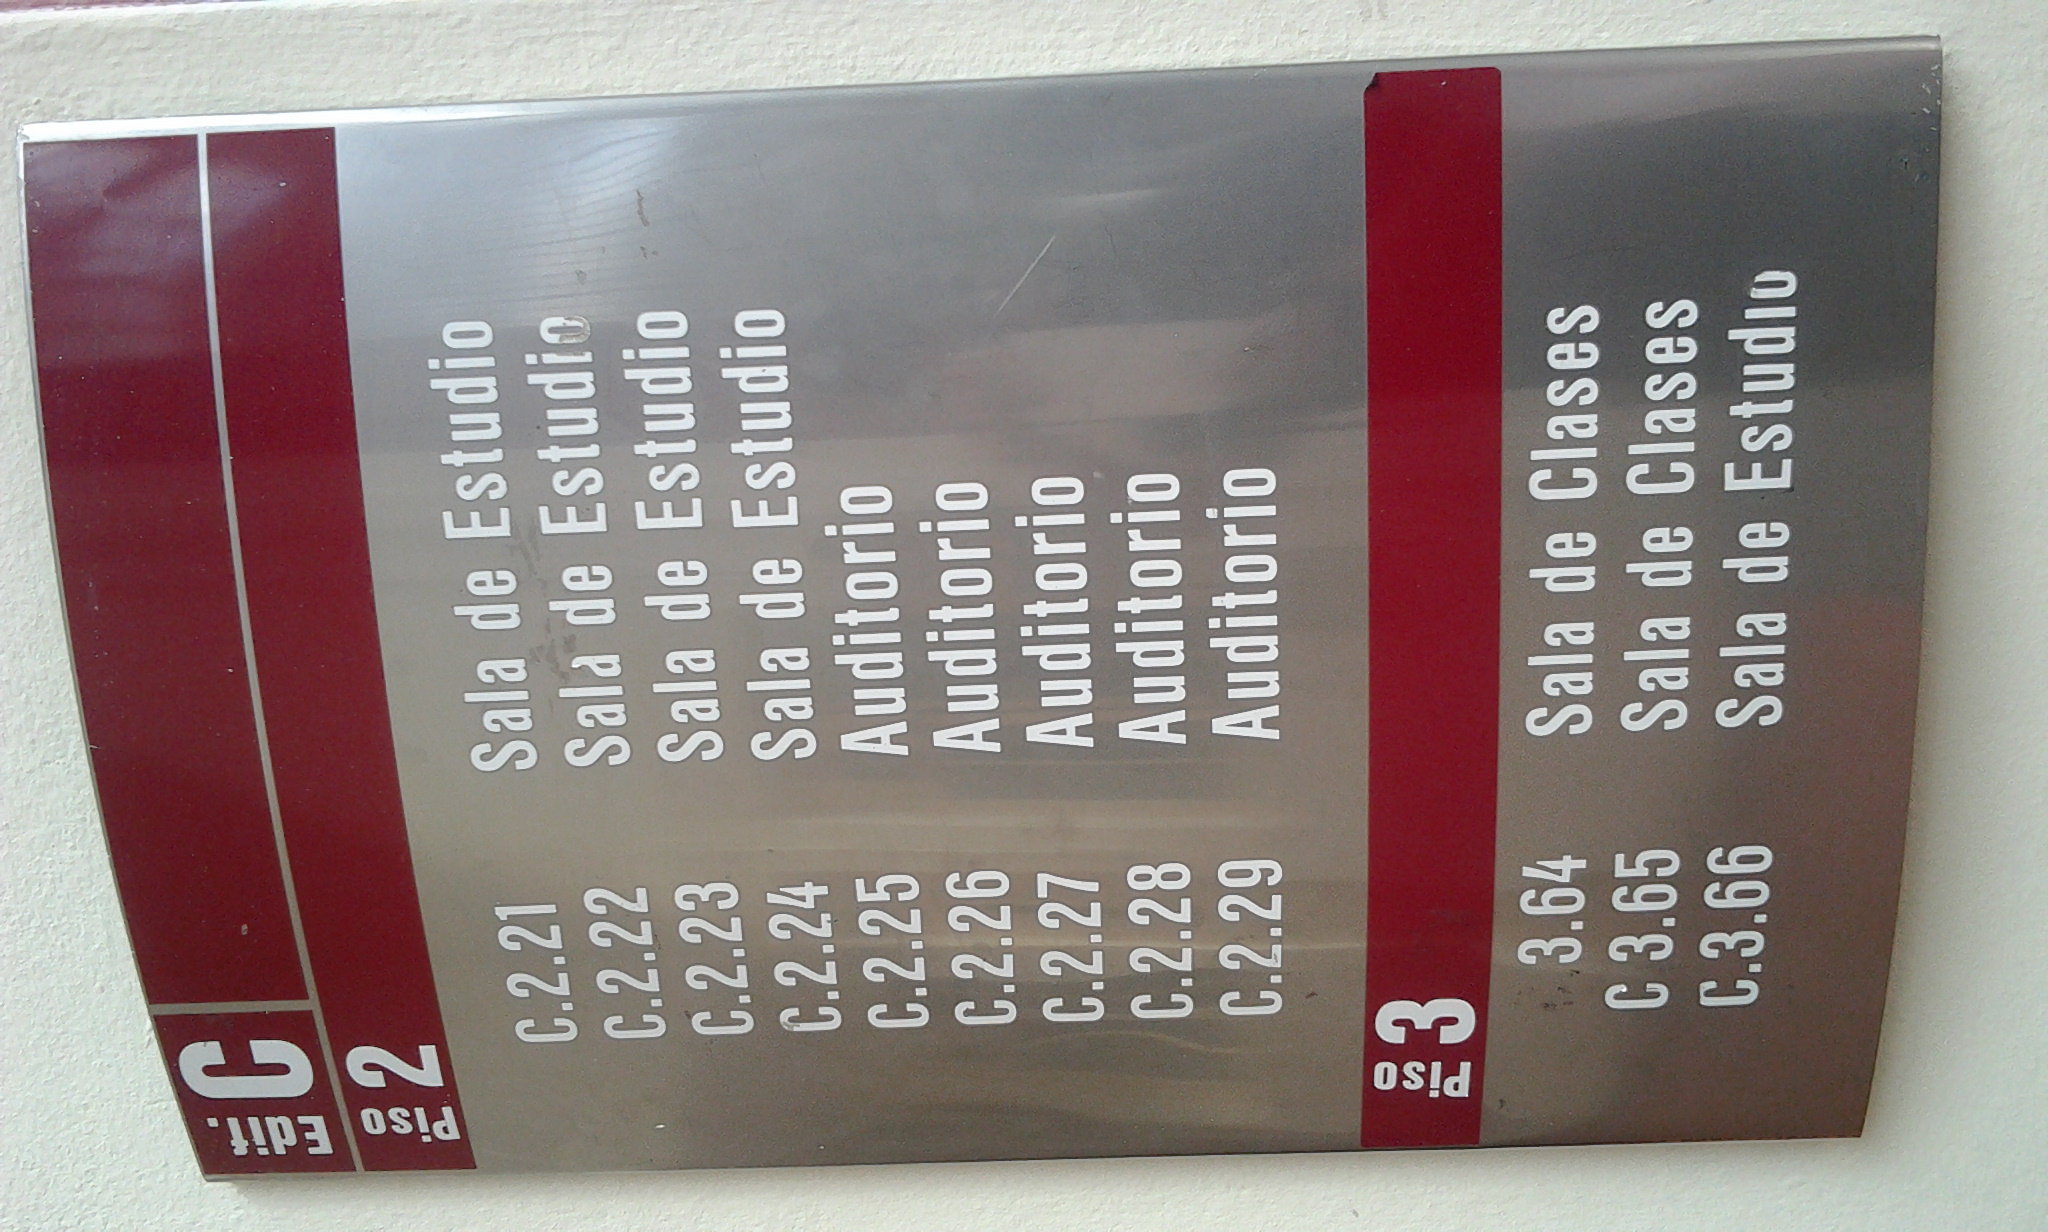 Edif. C
Piso 2
C.2.21 Sala de Estudio
C.2.22 Sala de Estudio
C.2.23 Sala de Estudio
C.2.24 Sala de Estudio
C.2.25 Auditorio
C.2.26 Auditorio
C.2.27 Auditorio
C.2.28 Auditorio
C.2.29 Auditorio
Piso 3
3.64 Sala de Clases
C 3.65 Sala de Clases
C.3.66 Sala de Estudio